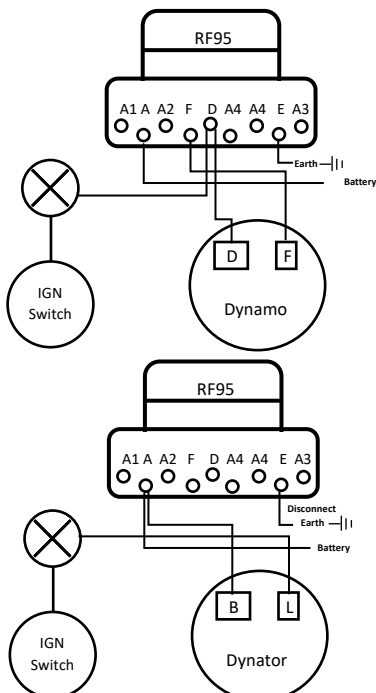 RF95
A1 A A2 F D A4 A4 E A3
Earth
Battery
D F
IGN
Switch
Dynamo
RF95
A1 A A2 F D A4 A4 E A3
Disconnect
Earth
Battery
B L
IGN
Switch
Dynator